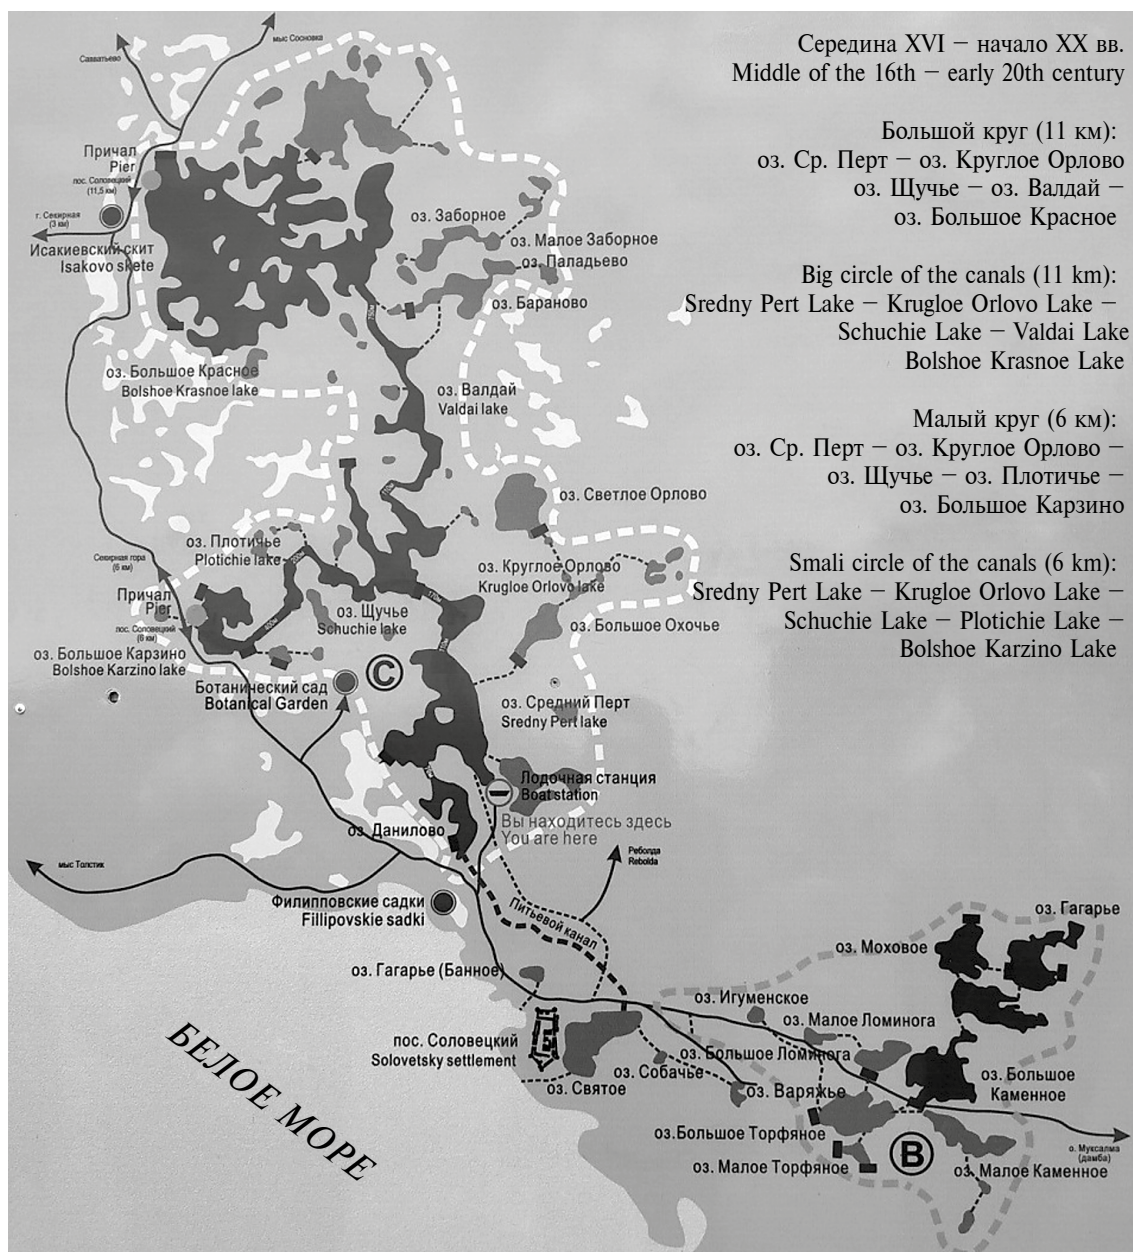 мыс Сосновка
Савватьево
Середина XVI – начало XX вв.
Middle of the 16th – early 20th century
Большой круг (11 км):
оз. Ср. Перт – оз. Круглое Орлово
оз. Щучье – оз. Валдай –
оз. Большое Красное
Big circle of the canals (11 km):
Sredny Pert Lake – Krugloe Orlovo Lake –
Schuchie Lake – Valdai Lake
Bolshoe Krasnoe Lake
Малый круг (6 км):
оз. Ср. Перт – оз. Круглое Орлово –
оз. Щучье – оз. Плотичье –
оз. Большое Карзино
Smali circle of the canals (6 km):
Sredny Pert Lake – Krugloe Orlovo Lake –
Schuchie Lake – Plotichie Lake –
Bolshoe Karzino Lake
Причал
Pier
пос. Соловецкий
(11,5 км)
г. Секирная
(3 км)
Исакиевский скит
Isakovo skete
оз. Заборное
оз. Малое Заборное
оз. Паладьево
оз. Бараново
750м
оз. Большое Красное
Bolshoe Krasnoe lake
оз. Валдай
Valdai lake
оз. Светлое Орлово
оз. Плотичье
Plotichie lake
Секирная гора
(6 км)
оз. Круглое Орлово
Krugloe Orlovo lake
Причал
Pier
пос. Соловецкий
(6 км)
оз. Щучье
Schuchie lake
оз. Большое Охочье
оз. Большое Карзино
Bolshoe Karzino lake
Ботанический сад
Botanical Garden
С
оз. Средний Перт
Sredny Pert lake
Лодочная станция
Boat station
Вы находитесь здесь
You are here
оз. Данилово
мыс Толстик
Реболда
Rebolda
Филипповские садки
Fillipovskie sadki
Питьевой канал
оз. Гагарье
оз. Моховое
оз. Гагарье (Банное)
оз. Игуменское
оз. Малое Ломинога
пос. Соловецкий
Solovetsky settlement
оз. Большое Ломинога
оз. Собачье
оз. Святое
оз. Варяжье
оз. Большое
Каменное
оз.Большое Торфяное
о. Муксалма
(дамба)
оз. Малое Торфяное
В
оз. Малое Каменное
БЕЛОЕ МОРЕ